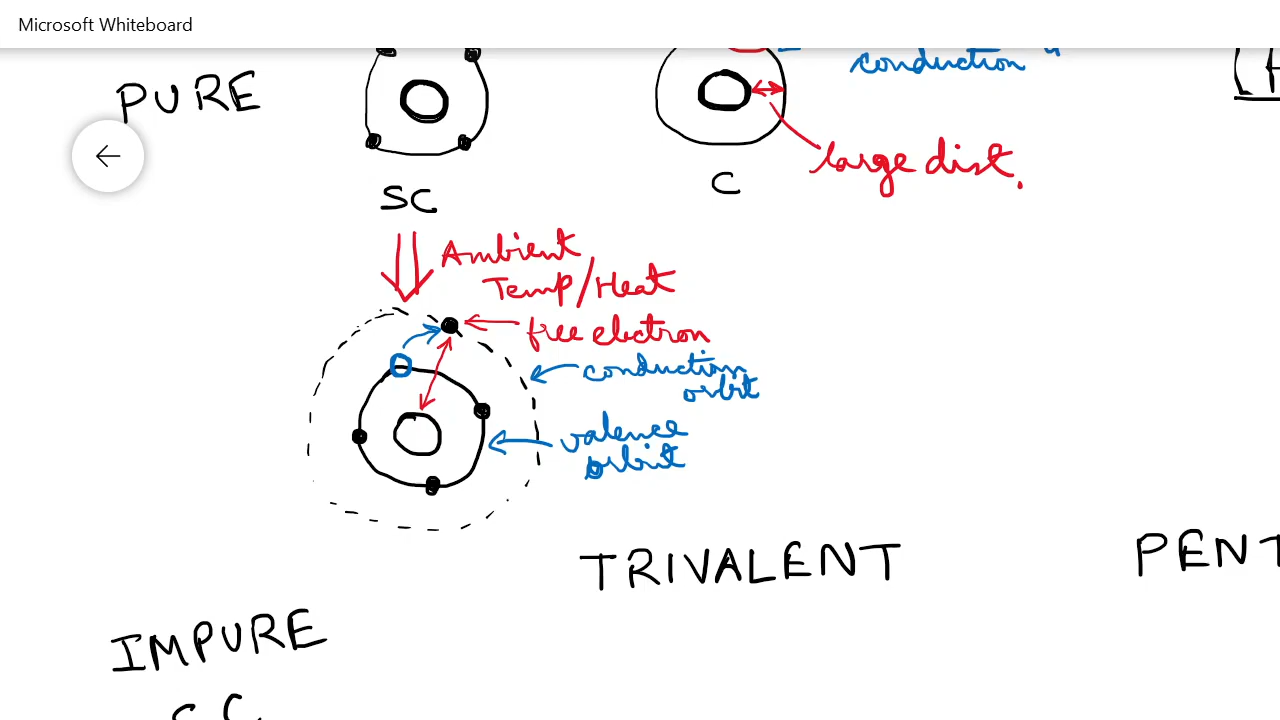 Microsoft Whiteboard
conduction
PURE
large dist.
SC
C
Ambient
Temp/Heat
free electron
conduction
orbit
valence
orbit
TRIVALENT
PENT
IMPURE
SC